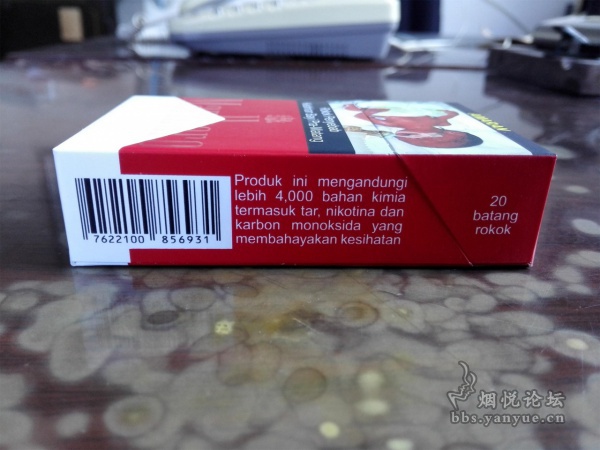 Produk ini mengandungi
lebih 4,000 bahan kimia
termasuk tar, nikotina dan
karbon monoksida yang
membahayakan kesihatan
20
batang
rokok
7622100 856931
烟悦论坛
bbs.yanyue.cn